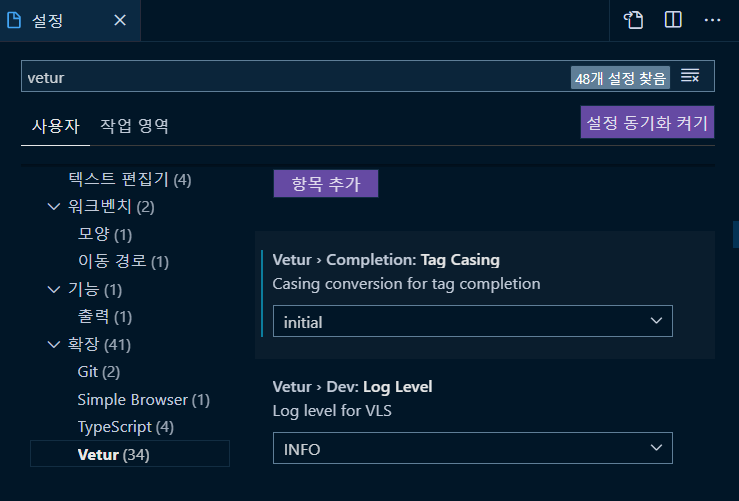 설정
vetur
48개 설정 찾음
사용자 작업 영역
설정 동기화 켜기
텍스트 편집기 (4)
워크벤치 (2)
모양 (1)
이동 경로 (1)
기능 (1)
출력 (1)
확장 (41)
Git (2)
Simple Browser (1)
TypeScript (4)
Vetur (34)
항목 추가
Vetur › Completion: Tag Casing
Casing conversion for tag completion
initial
Vetur › Dev: Log Level
Log level for VLS
INFO